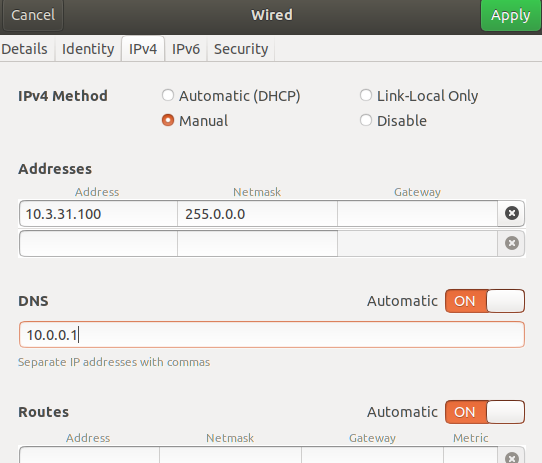 Cancel Wired Apply
Details Identity IPv4 IPv6 Security
IPv4 Method Automatic (DHCP) Link-Local Only
Manual Disable
Addresses
Address Netmask Gateway
10.3.31.100 255.0.0.0
DNS Automatic ON
10.0.0.1
Separate IP addresses with commas
Routes Automatic ON
Address Netmask Gateway Metric